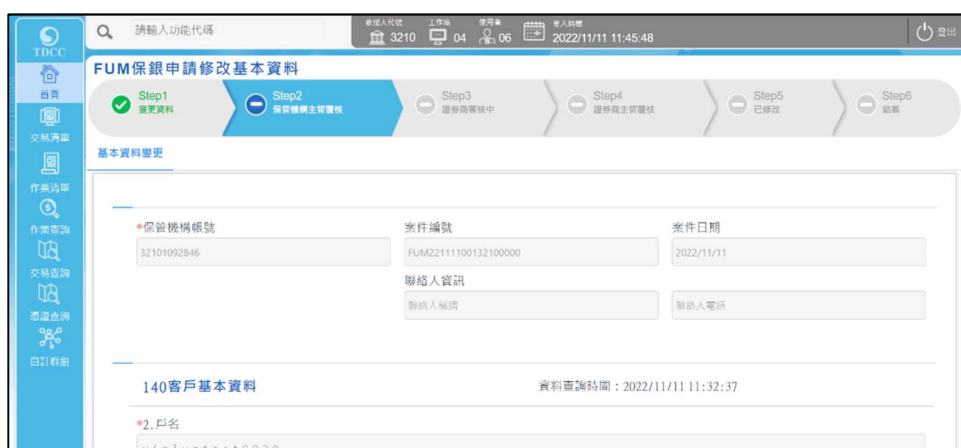 TDCC
請輸入功能代碼
參加人代號 工作站 使用者 登入時間
3210 04 06 2022/11/11 11:45:48
登出
首頁
交易清單
作業清單
作業查詢
交易查詢
憑證查詢
自訂群組
FUM保銀申請修改基本資料
Step1 Step2 Step3 Step4 Step5 Step6
變更資料 保管機構主管覆核 證券商審核中 證券商主管覆核 已修改 結案
基本資料變更
*保管機構帳號 案件編號 案件日期
32101092846 FUM22111100132100000 2022/11/11
聯絡人資訊
聯絡人稱謂 聯絡人電話
140客戶基本資料 資料查詢時間：2022/11/11 11:32:37
*2.戶名